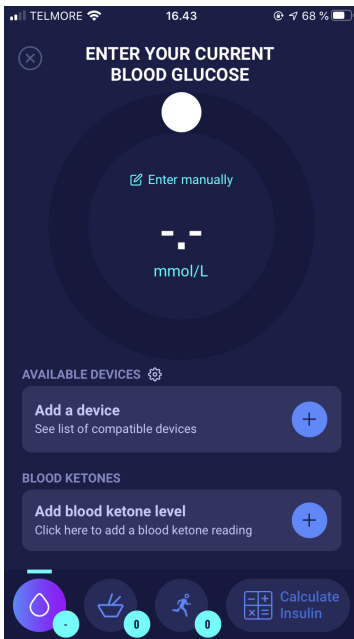 TELMORE 16.43 68 %
ENTER YOUR CURRENT
BLOOD GLUCOSE
Enter manually
-.-
mmol/L
AVAILABLE DEVICES
Add a device
See list of compatible devices
BLOOD KETONES
Add blood ketone level
Click here to add a blood ketone reading
- 0 0
Calculate
Insulin